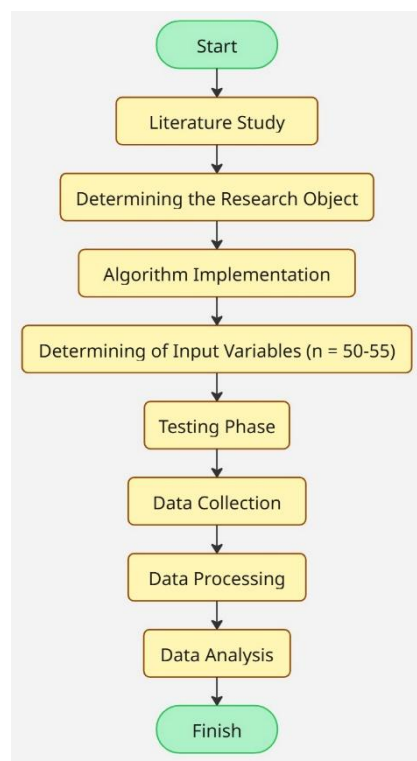 Start
Literature Study
Determining the Research Object
Algorithm Implementation
Determining of Input Variables (n = 50-55)
Testing Phase
Data Collection
Data Processing
Data Analysis
Finish